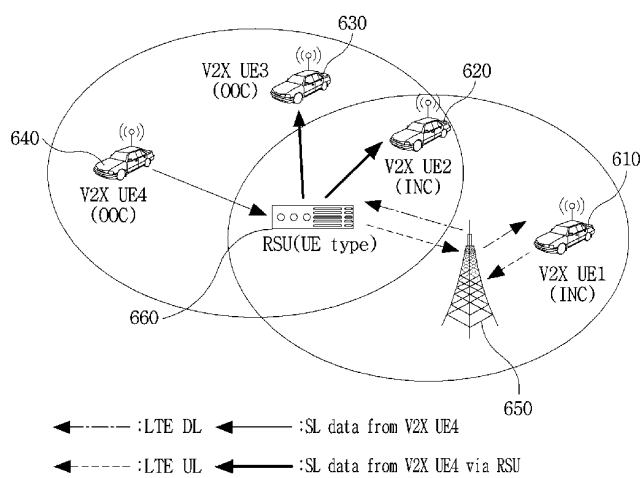 630
V2X UE3
(OOC)
620
640
V2X UE2
(INC)
610
V2X UE4
(OOC)
RSU(UE type)
V2X UE1
(INC)
660
650
:LTE DL
:SL data from V2X UE4
:LTE UL
:SL data from V2X UE4 via RSU